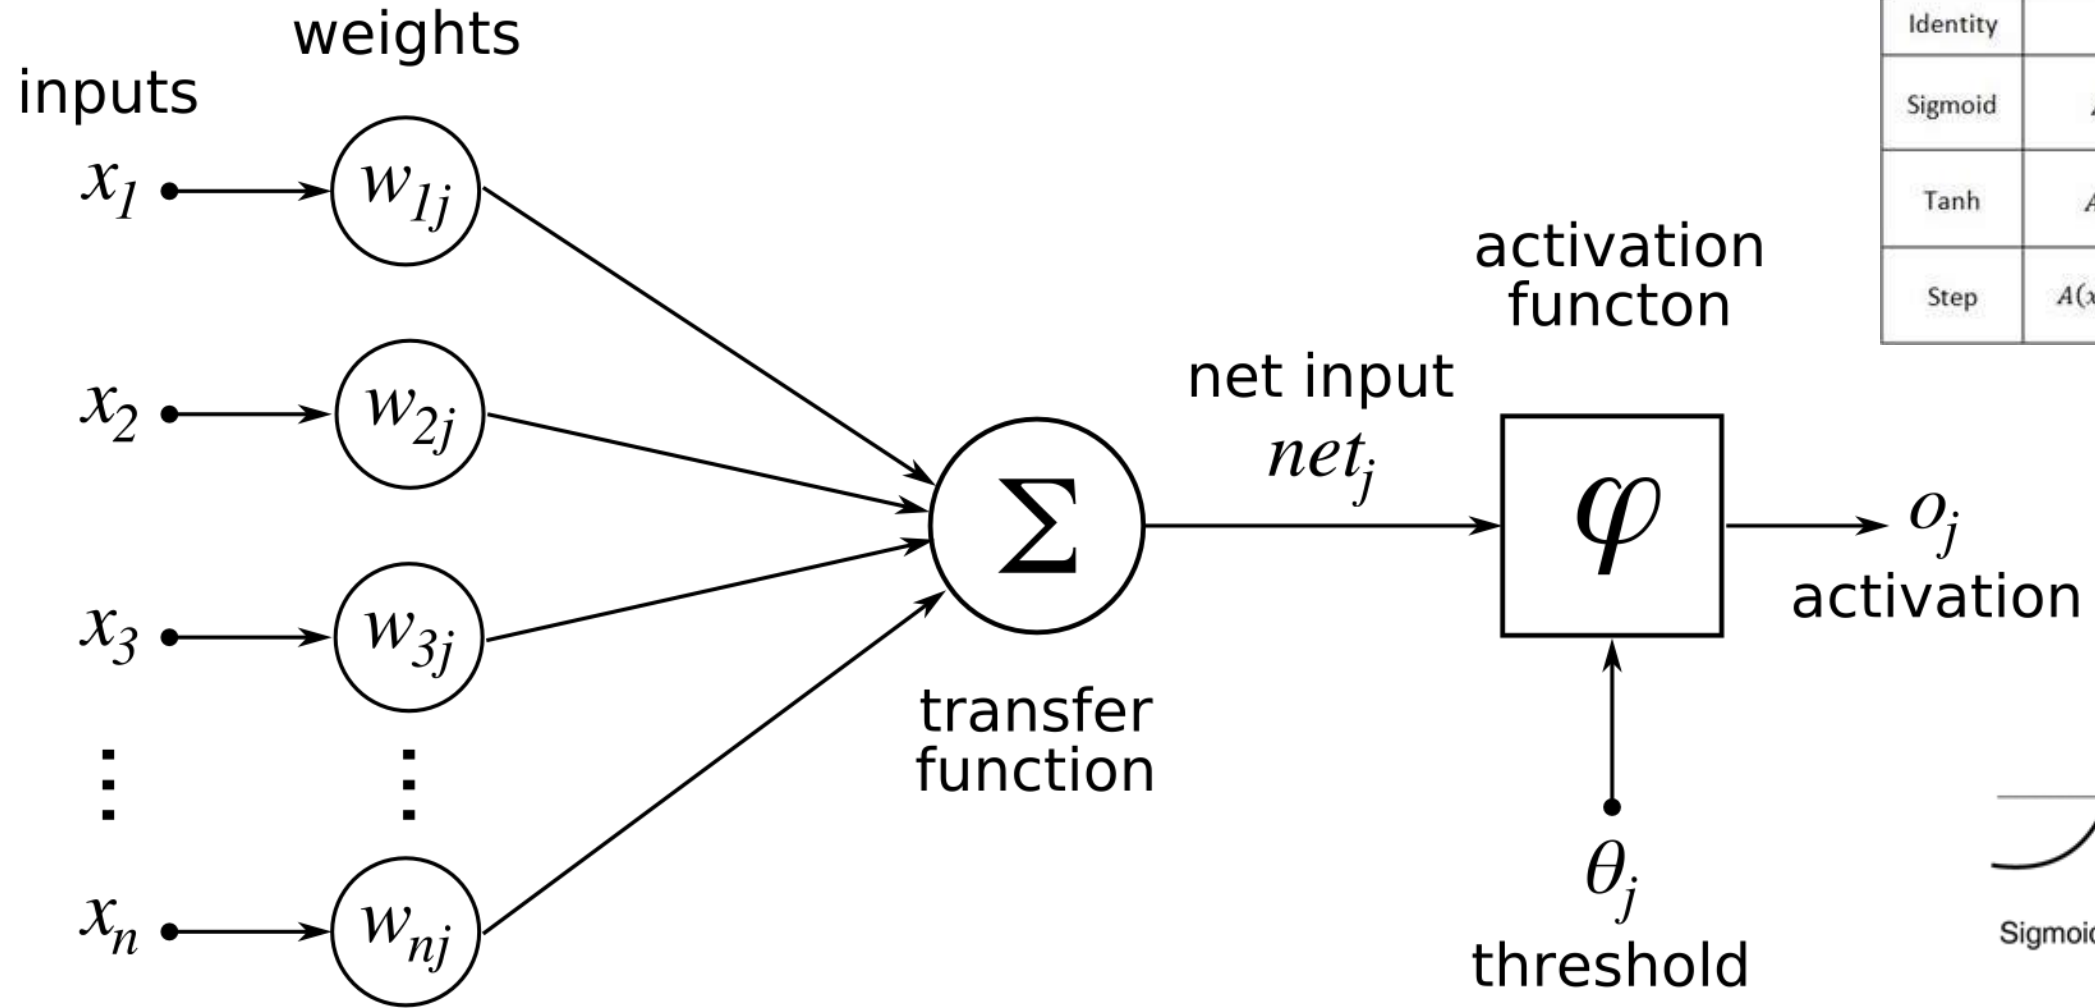 weights
inputs
x1
w1j
x2
w2j
x3
w3j
xn
wnj
Σ
transfer
function
net input
netj
activation
functon
φ
oj
activation
θj
threshold
Identity
Sigmoid
Tanh
Step A(x